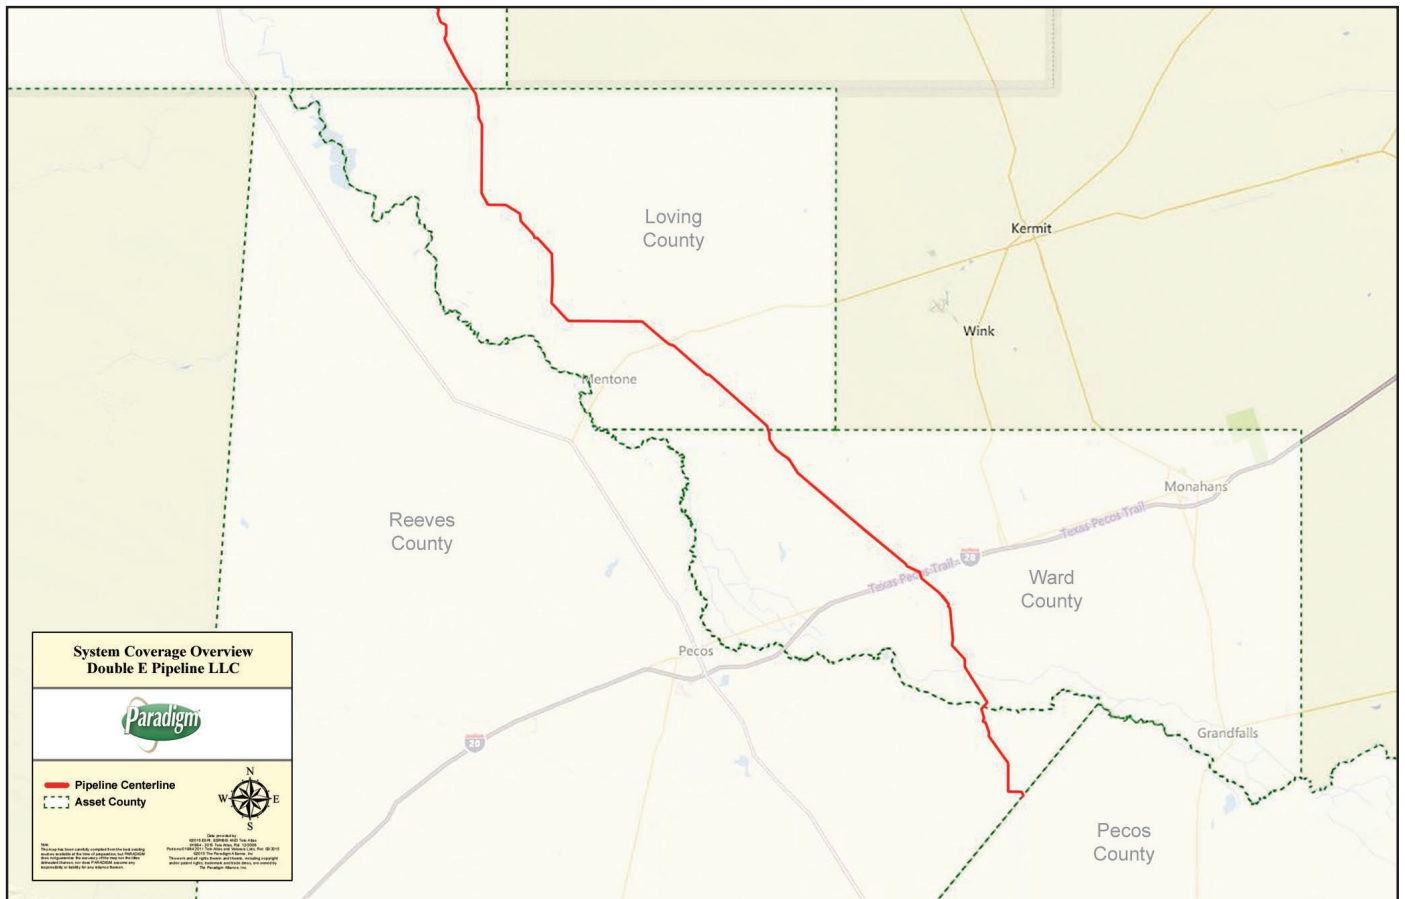 Loving
County
Kermit
Wink
Mentone
Monahans
Reeves
County
Texas Pecos Trail
20
Texas Pecos Trail
Ward
County
Pecos
20
Grandfalls
Pecos
County
System Coverage Overview
Double E Pipeline LLC
Paradigm
Pipeline Centerline
Asset County
N
W
E
S